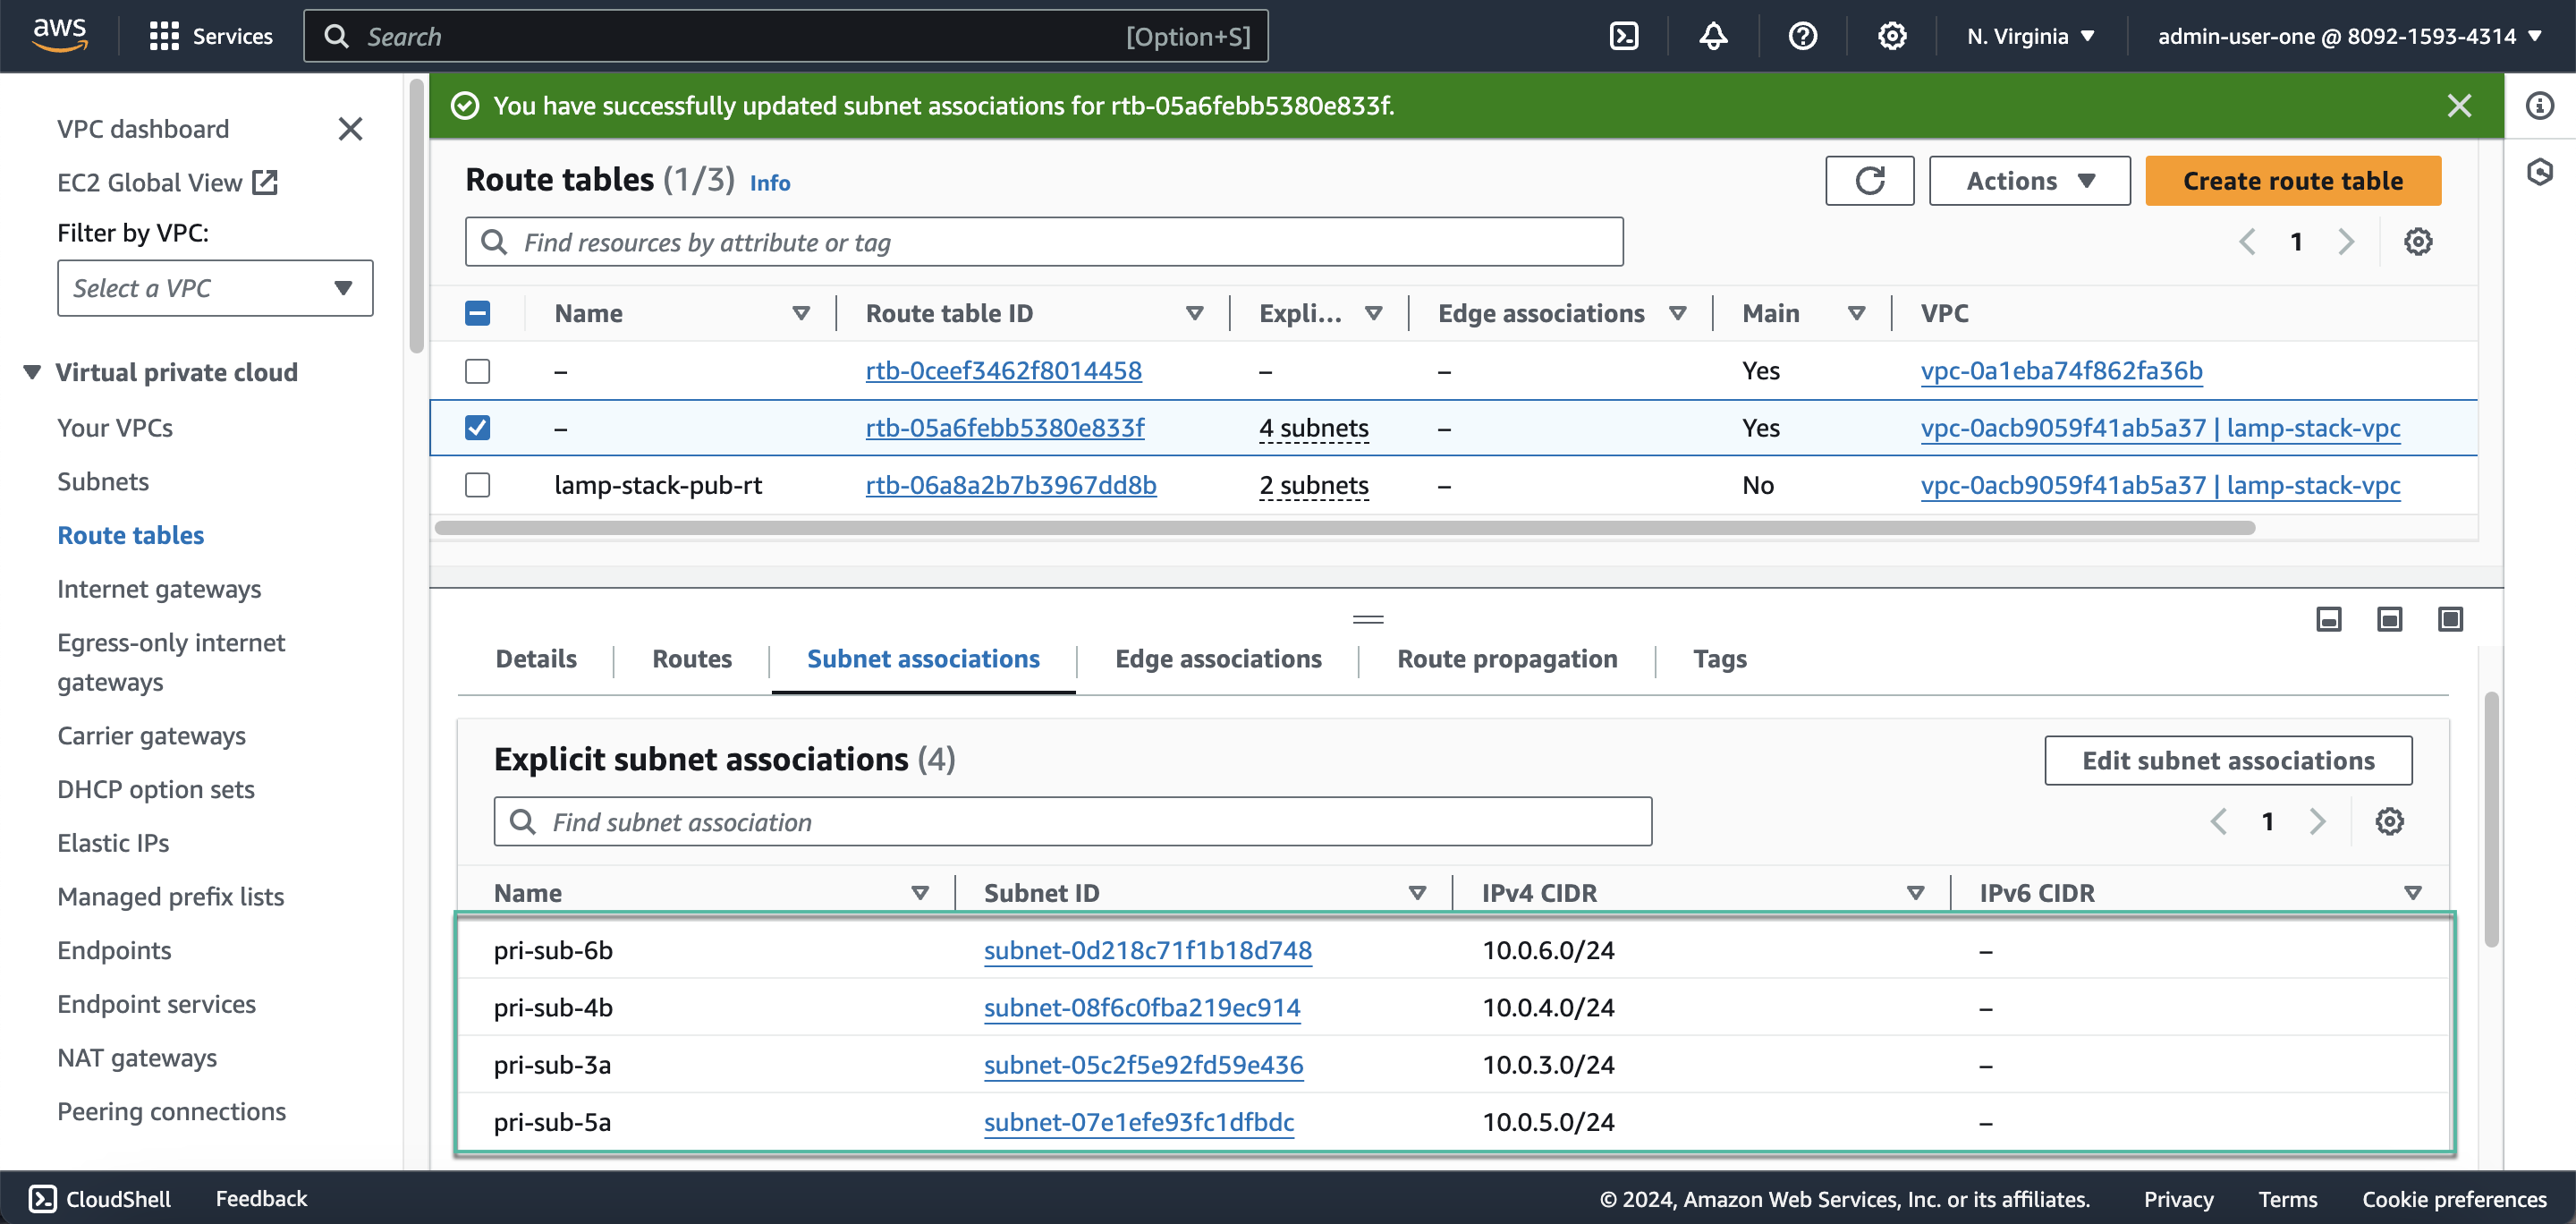 aws
Services
Search [Option+S]
N. Virginia
admin-user-one @ 8092-1593-4314
VPC dashboard
EC2 Global View
Filter by VPC:
Select a VPC
Virtual private cloud
Your VPCs
Subnets
Route tables
Internet gateways
Egress-only internet
gateways
Carrier gateways
DHCP option sets
Elastic IPs
Managed prefix lists
Endpoints
Endpoint services
NAT gateways
Peering connections
You have successfully updated subnet associations for rtb-05a6febb5380e833f.
Route tables (1/3) Info
Actions
Create route table
Find resources by attribute or tag
1
Name Route table ID Expli... Edge associations Main VPC
– rtb-0ceef3462f8014458 – – Yes vpc-0a1eba74f862fa36b
– rtb-05a6febb5380e833f 4 subnets – Yes vpc-0acb9059f41ab5a37 | lamp-stack-vpc
lamp-stack-pub-rt rtb-06a8a2b7b3967dd8b 2 subnets – No vpc-0acb9059f41ab5a37 | lamp-stack-vpc
Details Routes Subnet associations Edge associations Route propagation Tags
Explicit subnet associations (4)
Edit subnet associations
Find subnet association
1
Name Subnet ID IPv4 CIDR IPv6 CIDR
pri-sub-6b subnet-0d218c71f1b18d748 10.0.6.0/24 –
pri-sub-4b subnet-08f6c0fba219ec914 10.0.4.0/24 –
pri-sub-3a subnet-05c2f5e92fd59e436 10.0.3.0/24 –
pri-sub-5a subnet-07e1efe93fc1dfbdc 10.0.5.0/24 –
CloudShell Feedback © 2024, Amazon Web Services, Inc. or its affiliates. Privacy Terms Cookie preferences